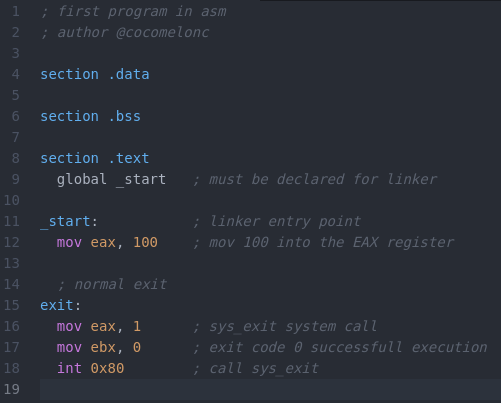 1 ; first program in asm
2 ; author @cocomelonc
3
4 section .data
5
6 section .bss
7
8 section .text
9   global _start   ; must be declared for linker
10
11 _start:           ; linker entry point
12   mov eax, 100    ; mov 100 into the EAX register
13
14   ; normal exit
15 exit:
16   mov eax, 1      ; sys_exit system call
17   mov ebx, 0      ; exit code 0 successfull execution
18   int 0x80        ; call sys_exit
19